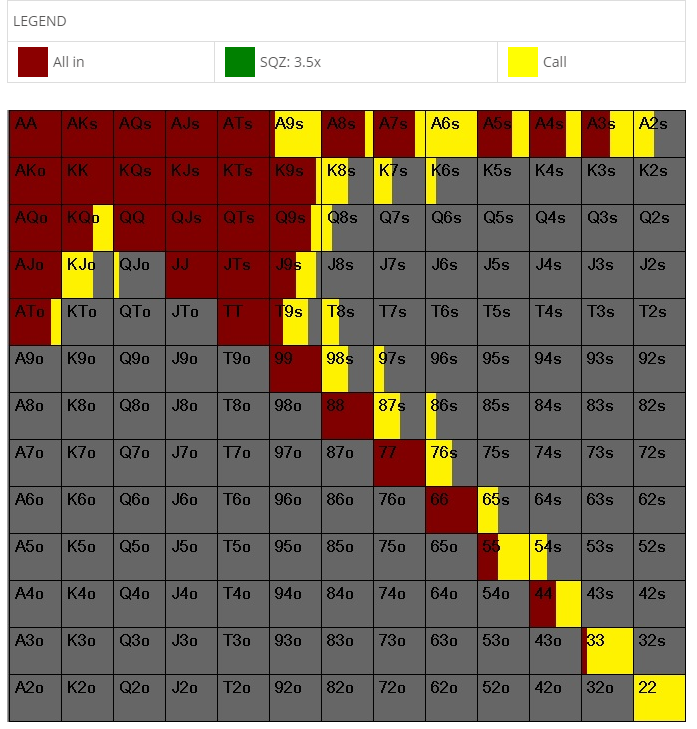 LEGEND
All in SQZ: 3.5x Call
AA AKs AQs AJs ATs A9s A8s A7s A6s A5s A4s A3s A2s
AKo KK KQs KJs KTs K9s K8s K7s K6s K5s K4s K3s K2s
AQo KQo QQ QJs QTs Q9s Q8s Q7s Q6s Q5s Q4s Q3s Q2s
AJo KJo QJo JJ JTs J9s J8s J7s J6s J5s J4s J3s J2s
ATo KTo QTo JTo TT T9s T8s T7s T6s T5s T4s T3s T2s
A9o K9o Q9o J9o T9o 99 98s 97s 96s 95s 94s 93s 92s
A8o K8o Q8o J8o T8o 98o 88 87s 86s 85s 84s 83s 82s
A7o K7o Q7o J7o T7o 97o 87o 77 76s 75s 74s 73s 72s
A6o K6o Q6o J6o T6o 96o 86o 76o 66 65s 64s 63s 62s
A5o K5o Q5o J5o T5o 95o 85o 75o 65o 55 54s 53s 52s
A4o K4o Q4o J4o T4o 94o 84o 74o 64o 54o 44 43s 42s
A3o K3o Q3o J3o T3o 93o 83o 73o 63o 53o 43o 33 32s
A2o K2o Q2o J2o T2o 92o 82o 72o 62o 52o 42o 32o 22